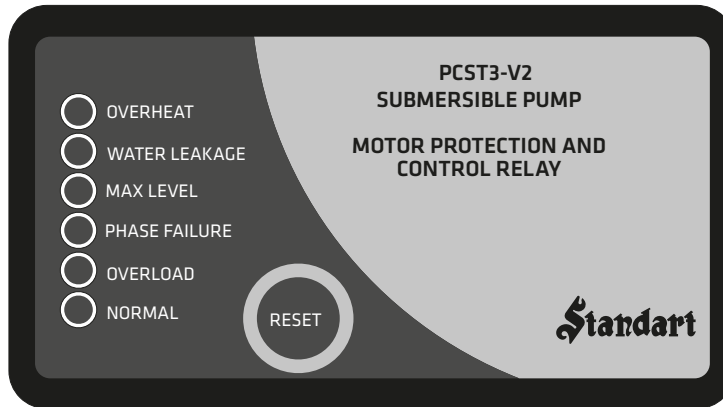 PCST3-V2
SUBMERSIBLE PUMP
MOTOR PROTECTION AND
CONTROL RELAY
OVERHEAT
WATER LEAKAGE
MAX LEVEL
PHASE FAILURE
OVERLOAD
NORMAL
RESET
Standart